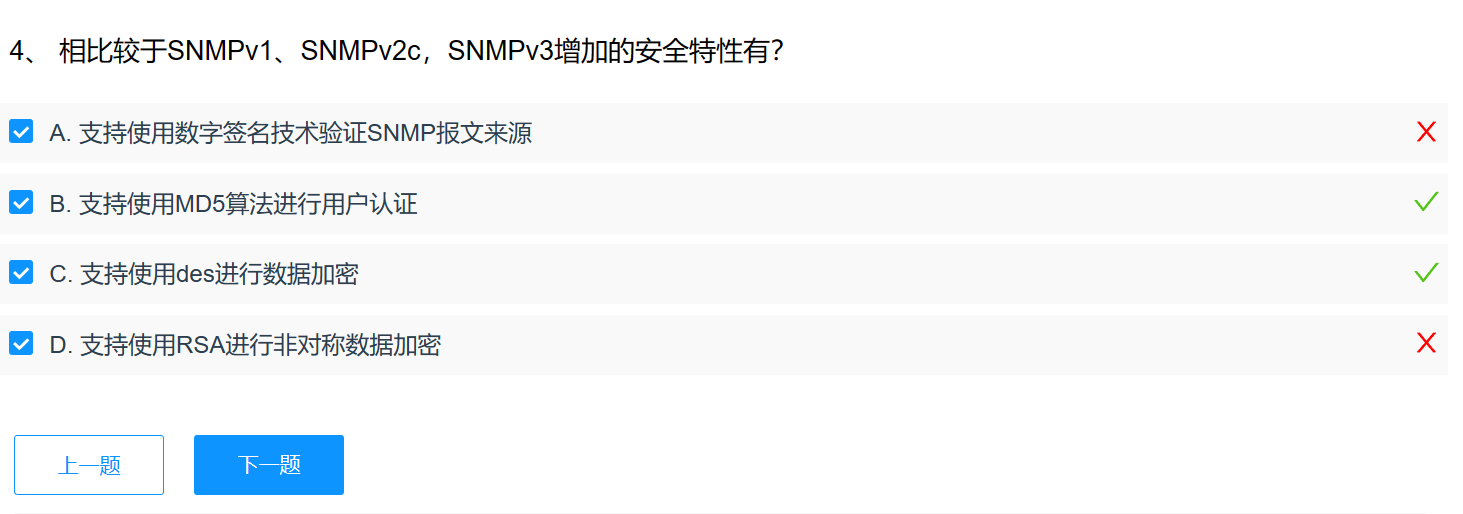 4、 相比较于SNMPv1、SNMPv2c，SNMPv3增加的安全特性有？
A. 支持使用数字签名技术验证SNMP报文来源
B. 支持使用MD5算法进行用户认证
C. 支持使用des进行数据加密
D. 支持使用RSA进行非对称数据加密
上一题 下一题